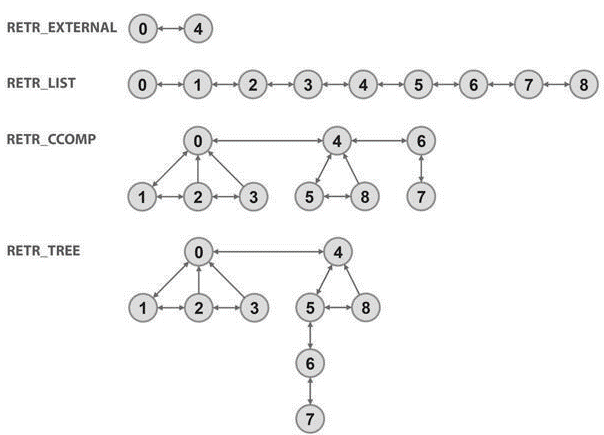 RETR_EXTERNAL 0 4
RETR_LIST 0 1 2 3 4 5 6 7 8
RETR_CCOMP 0 4 6
1 2 3 5 8 7
RETR_TREE 0 4
1 2 3 5 8
6
7